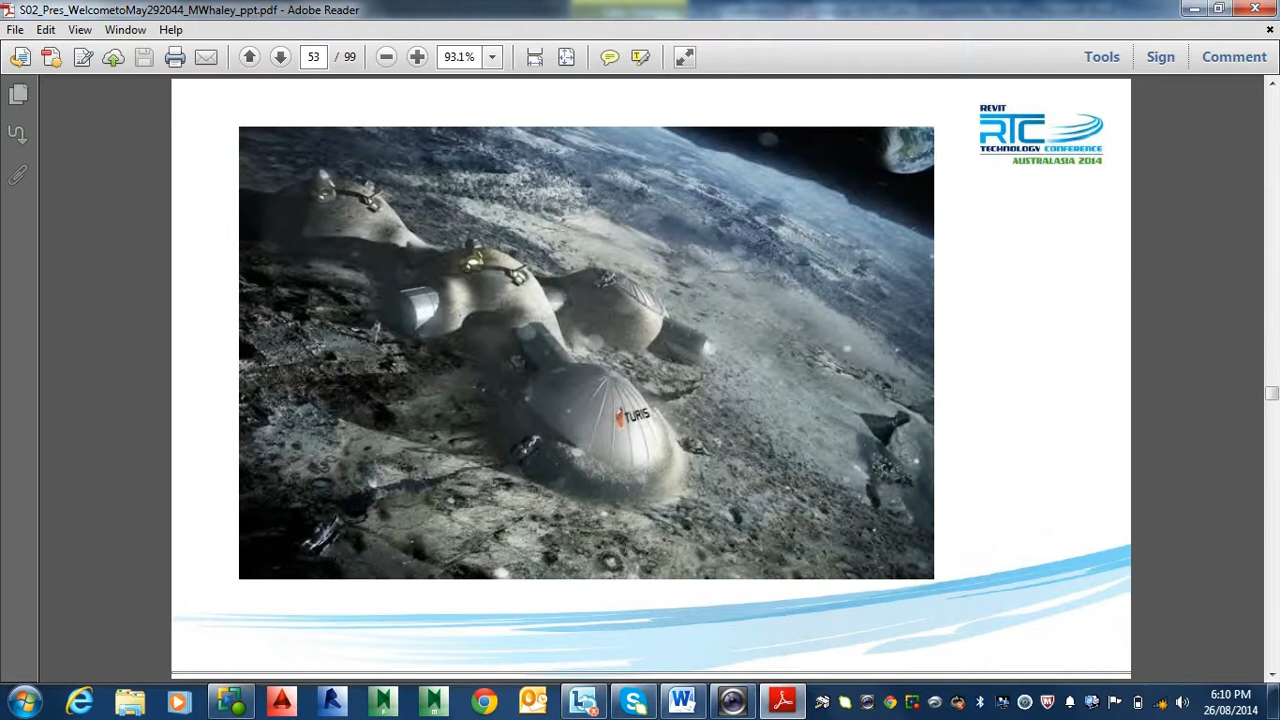 S02_Pres_WelcometoMay292044_MWhaley_ppt.pdf - Adobe Reader
File Edit View Window Help
53 / 99 93.1% Tools Sign Comment
REVIT
RTC
TECHNOLOGY CONFERENCE
AUSTRALASIA 2014
TURIS
6:10 PM
26/08/2014